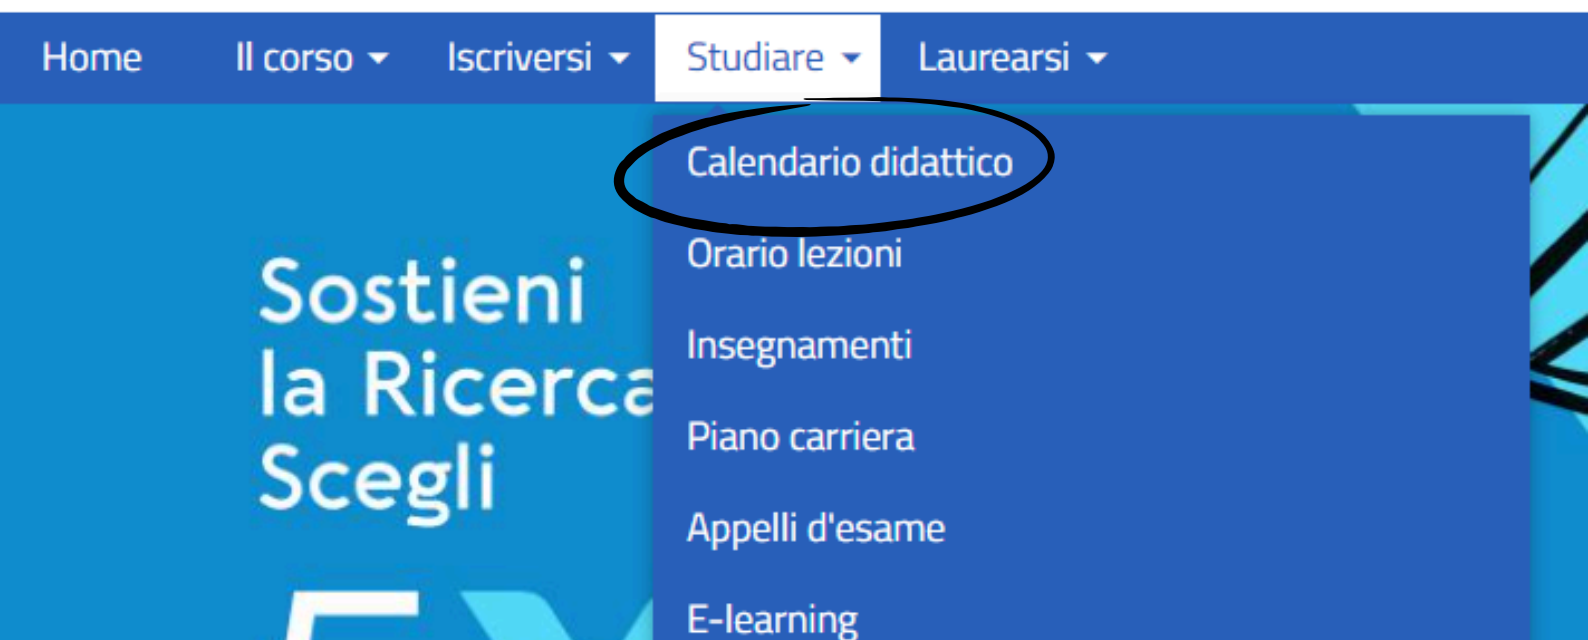 Home
Il corso
Iscriversi
Studiare
Laurearsi
Calendario didattico
Orario lezioni
Insegnamenti
Piano carriera
Appelli d'esame
E-learning
Sostieni
la Ricerca
Scegli